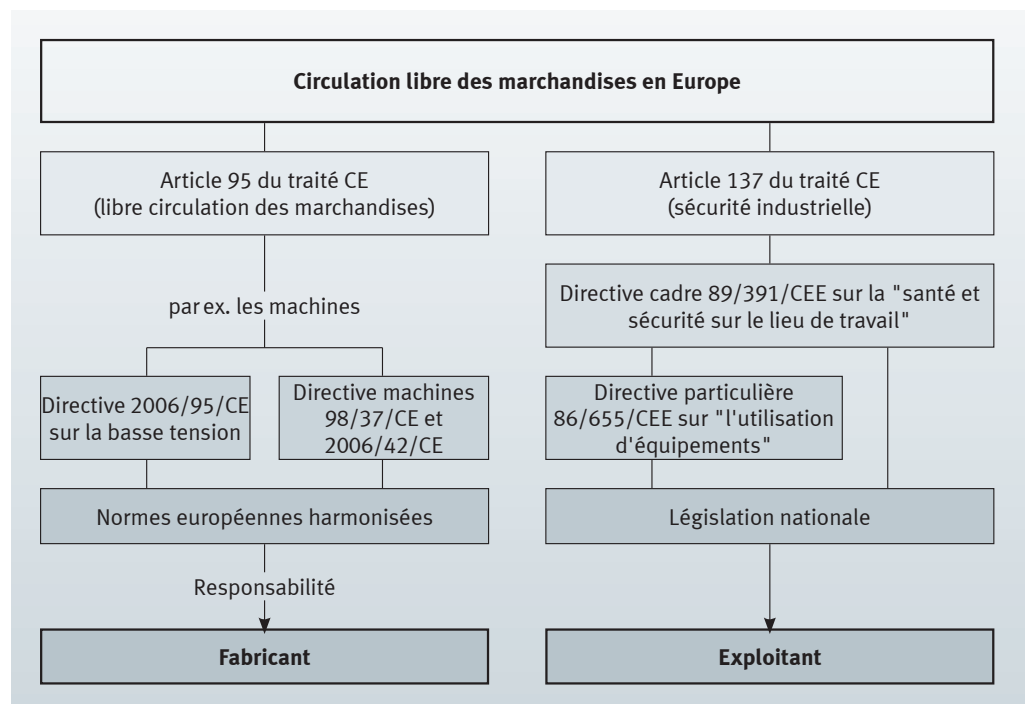 Circulation libre des marchandises en Europe
Article 95 du traité CE
(libre circulation des marchandises)
par ex. les machines
Directive 2006/95/CE
sur la basse tension
Directive machines
98/37/CE et
2006/42/CE
Normes européennes harmonisées
Responsabilité
Fabricant
Article 137 du traité CE
(sécurité industrielle)
Directive cadre 89/391/CEE sur la "santé et
sécurité sur le lieu de travail"
Directive particulière
86/655/CEE sur "l'utilisation
d'équipements"
Législation nationale
Exploitant